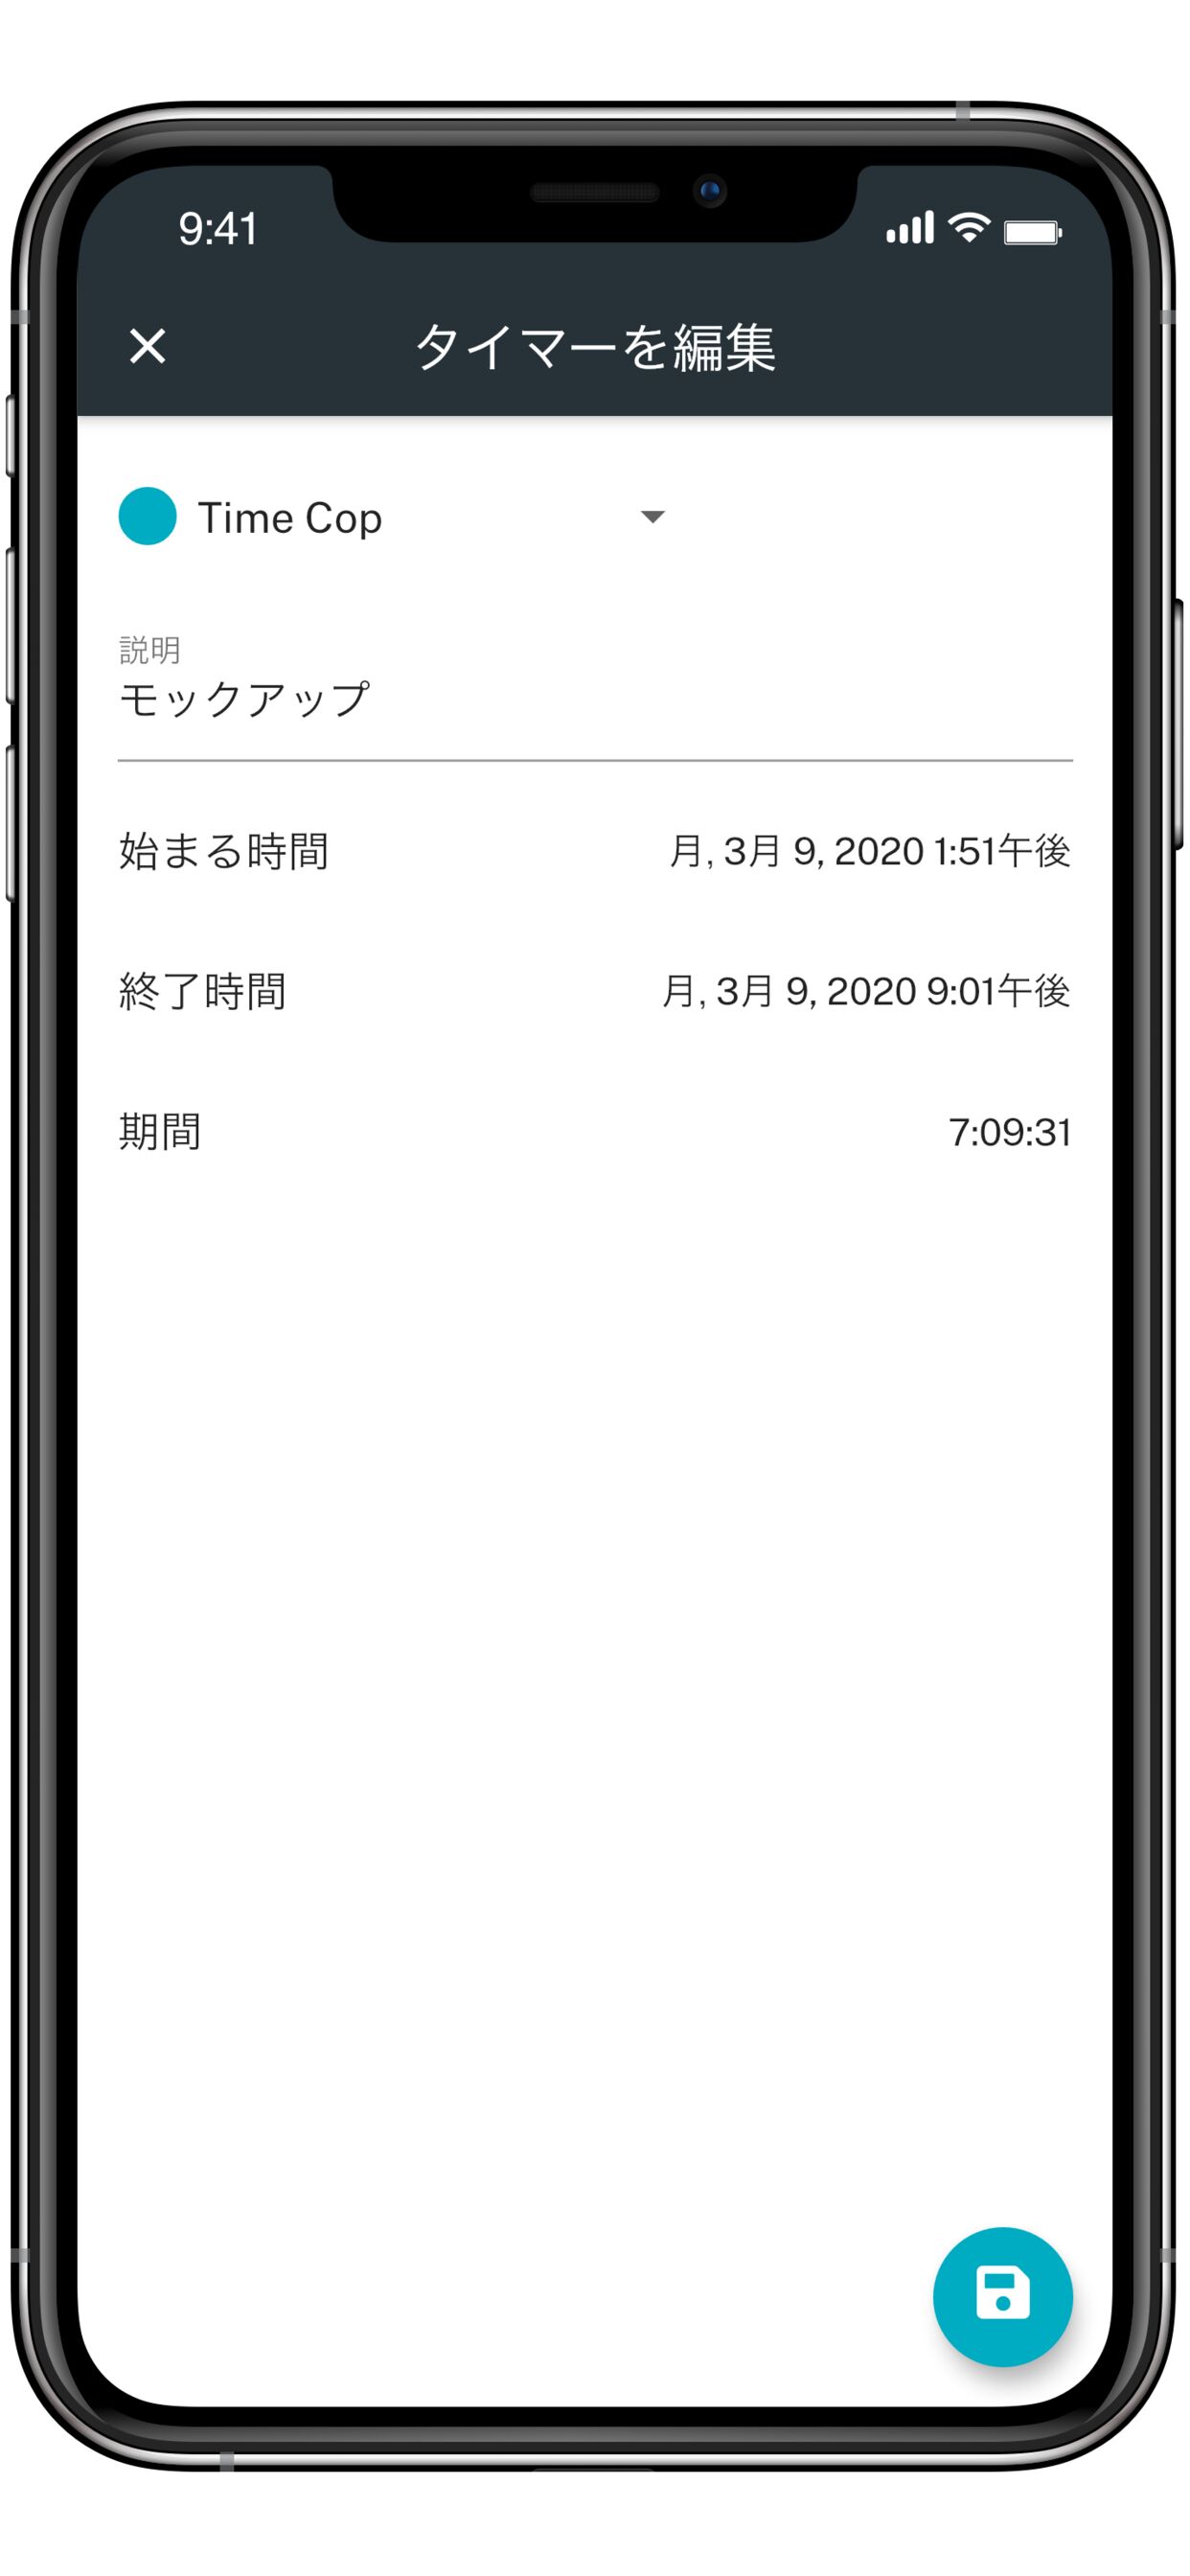 9:41
タイマーを編集
Time Cop
説明
モックアップ
始まる時間 月, 3月 9, 2020 1:51午後
終了時間 月, 3月 9, 2020 9:01午後
期間 7:09:31